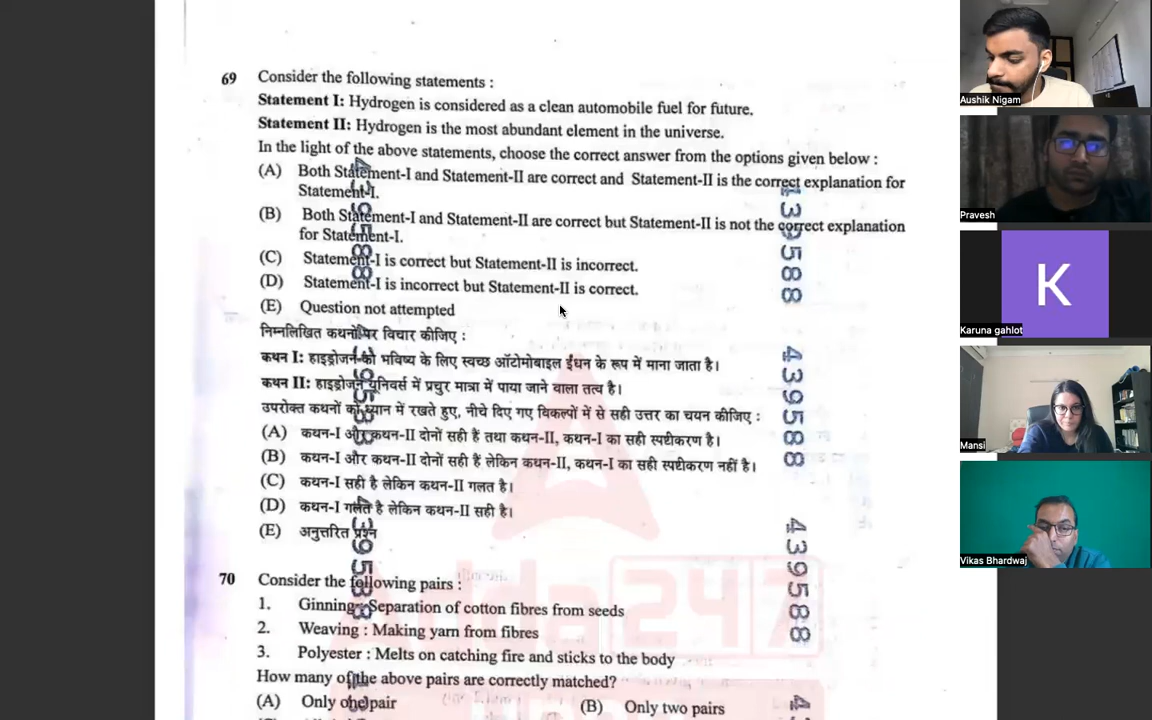 69 Consider the following statements :
Statement I: Hydrogen is considered as a clean automobile fuel for future.
Statement II: Hydrogen is the most abundant element in the universe.
In the light of the above statements, choose the correct answer from the options given below :
(A) Both Statement-I and Statement-II are correct and Statement-II is the correct explanation for
Statement-I.
(B) Both Statement-I and Statement-II are correct but Statement-II is not the correct explanation
for Statement-I.
(C) Statement-I is correct but Statement-II is incorrect.
(D) Statement-I is incorrect but Statement-II is correct.
(E) Question not attempted
निम्नलिखित कथनों पर विचार कीजिए :
कथन I: हाइड्रोजन को भविष्य के लिए स्वच्छ ऑटोमोबाइल ईंधन के रूप में माना जाता है।
कथन II: हाइड्रोजन यूनिवर्स में प्रचुर मात्रा में पाया जाने वाला तत्व है।
उपरोक्त कथनों को ध्यान में रखते हुए, नीचे दिए गए विकल्पों में से सही उत्तर का चयन कीजिए :
(A) कथन-I और कथन-II दोनों सही हैं तथा कथन-II, कथन-I का सही स्पष्टीकरण है।
(B) कथन-I और कथन-II दोनों सही हैं लेकिन कथन-II, कथन-I का सही स्पष्टीकरण नहीं है।
(C) कथन-I सही है लेकिन कथन-II गलत है।
(D) कथन-I गलत है लेकिन कथन-II सही है।
(E) अनुत्तरित प्रश्न
70 Consider the following pairs :
1. Ginning : Separation of cotton fibres from seeds
2. Weaving : Making yarn from fibres
3. Polyester : Melts on catching fire and sticks to the body
How many of the above pairs are correctly matched?
(A) Only one pair (B) Only two pairs
439588
439588
439588
Adda247
Aushik Nigam
Pravesh
K
Karuna gahlot
Mansi
Vikas Bhardwaj